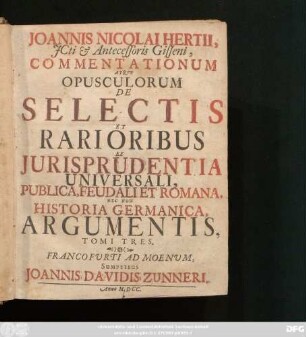 JOANNIS NICOLAI HERTII,
JCti & Antecessoris Gisseni,
COMMENTATIONUM
ATQUE
OPUSCULORUM
DE
SELECTIS
ET
RARIORIBUS
EX
JURISPRUDENTIA
UNIVERSALI,
PUBLICA, FEUDALI ET ROMANA,
NEC NON
HISTORIA GERMANICA,
ARGUMENTIS,
TOMI TRES.
FRANCOFURTI AD MOENUM,
SUMPTIBUS
JOANNIS DAVIDIS ZUNNERI,
Anno M.DCC.